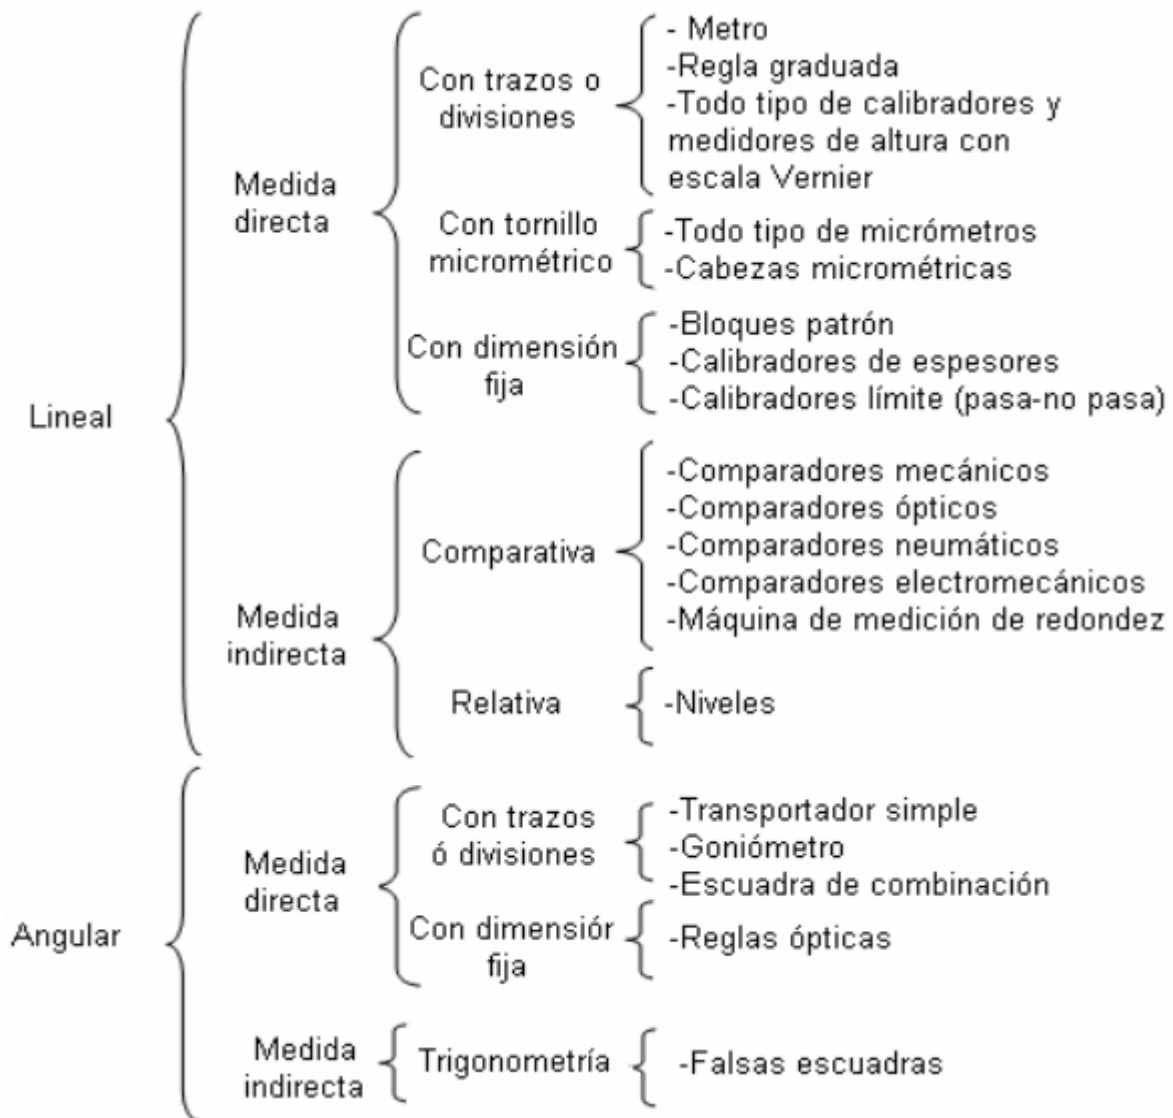 Lineal
Medida
directa
Con trazos o
divisiones
- Metro
-Regla graduada
-Todo tipo de calibradores y
medidores de altura con
escala Vernier
Con tornillo
micrométrico
-Todo tipo de micrómetros
-Cabezas micrométricas
Con dimensión
fija
-Bloques patrón
-Calibradores de espesores
-Calibradores límite (pasa-no pasa)
Medida
indirecta
Comparativa
-Comparadores mecánicos
-Comparadores ópticos
-Comparadores neumáticos
-Comparadores electromecánicos
-Máquina de medición de redondez
Relativa
-Niveles
Angular
Medida
directa
Con trazos
ó divisiones
-Transportador simple
-Goniómetro
-Escuadra de combinación
Con dimensiór
fija
-Reglas ópticas
Medida
indirecta
Trigonometría
-Falsas escuadras